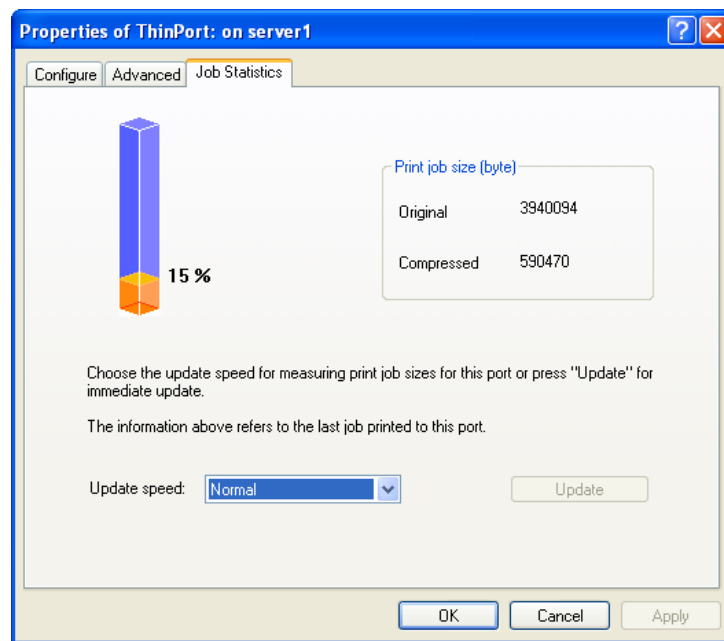 Properties of ThinPort: on server1
Configure
Advanced
Job Statistics
Print job size (byte)
Original 3940094
Compressed 590470
15 %
Choose the update speed for measuring print job sizes for this port or press "Update" for
immediate update.
The information above refers to the last job printed to this port.
Update speed: Normal
Update
OK
Cancel
Apply